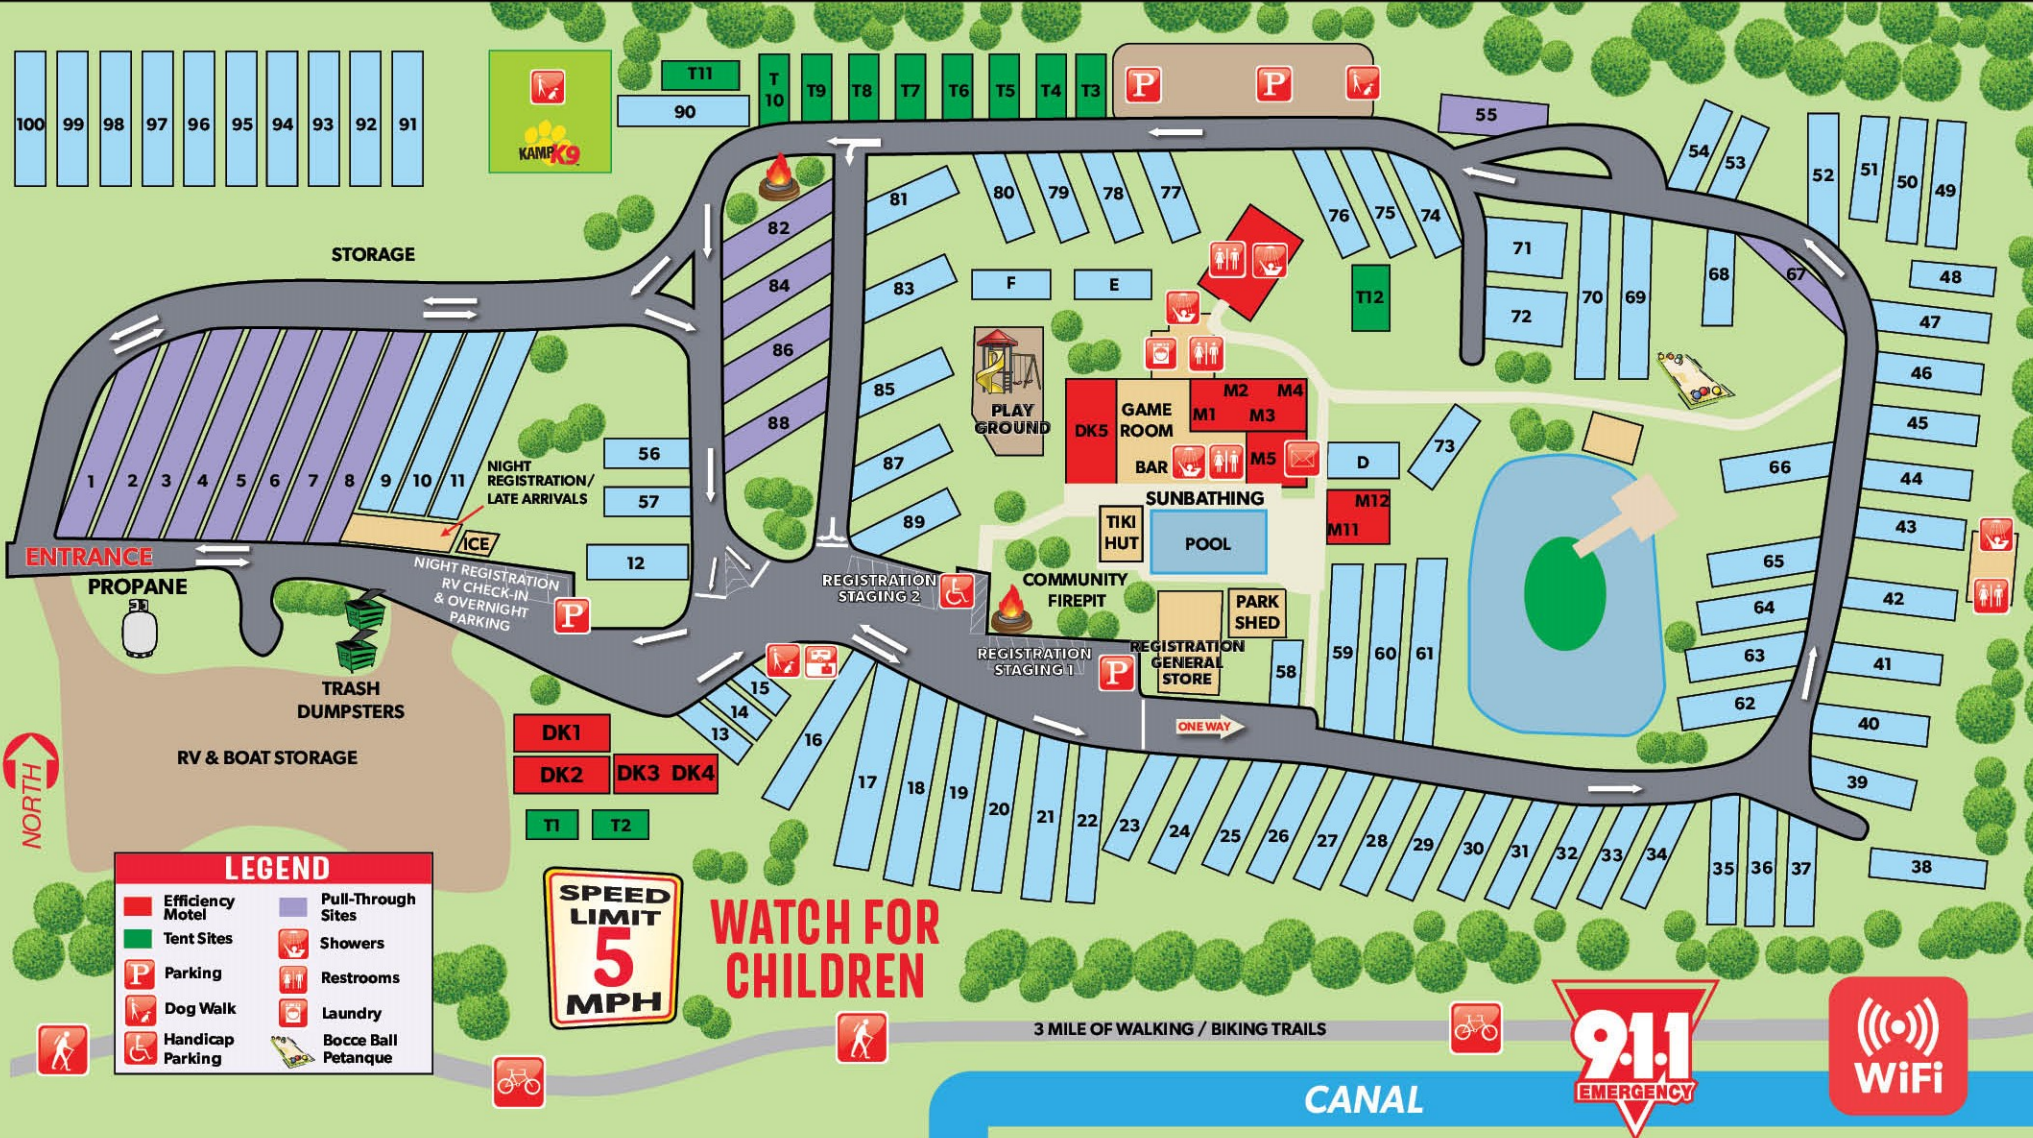 100
99
98
97
96
95
94
93
92
91
KAMP K9
T11
90
T
10
T9
T8
T7
T6
T5
T4
T3
P
P
55
54
53
52
51
50
49
STORAGE
82
84
86
88
81
83
85
87
89
80
79
78
77
76
75
74
71
72
70
69
68
67
48
47
46
45
44
43
42
41
40
39
38
F
E
T12
PLAY
GROUND
DK5
GAME
ROOM
BAR
M2
M4
M1
M3
M5
D
73
M12
M11
SUNBATHING
TIKI
HUT
POOL
66
65
64
63
62
1
2
3
4
5
6
7
8
9
10
11
NIGHT
REGISTRATION/
LATE ARRIVALS
ICE
56
57
12
ENTRANCE
PROPANE
NIGHT REGISTRATION
RV CHECK-IN
& OVERNIGHT
PARKING
P
REGISTRATION
STAGING 2
COMMUNITY
FIREPIT
PARK
SHED
REGISTRATION
GENERAL
STORE
REGISTRATION
STAGING 1
P
58
59
60
61
ONE WAY
TRASH
DUMPSTERS
RV & BOAT STORAGE
NORTH
DK1
DK2
DK3
DK4
T1
T2
15
14
13
16
17
18
19
20
21
22
23
24
25
26
27
28
29
30
31
32
33
34
35
36
37
LEGEND
Efficiency
Motel
Tent Sites
P
Parking
Dog Walk
Handicap
Parking
Pull-Through
Sites
Showers
Restrooms
Laundry
Bocce Ball
Petanque
SPEED
LIMIT
5
MPH
WATCH FOR
CHILDREN
3 MILE OF WALKING / BIKING TRAILS
CANAL
9-1-1
EMERGENCY
WiFi